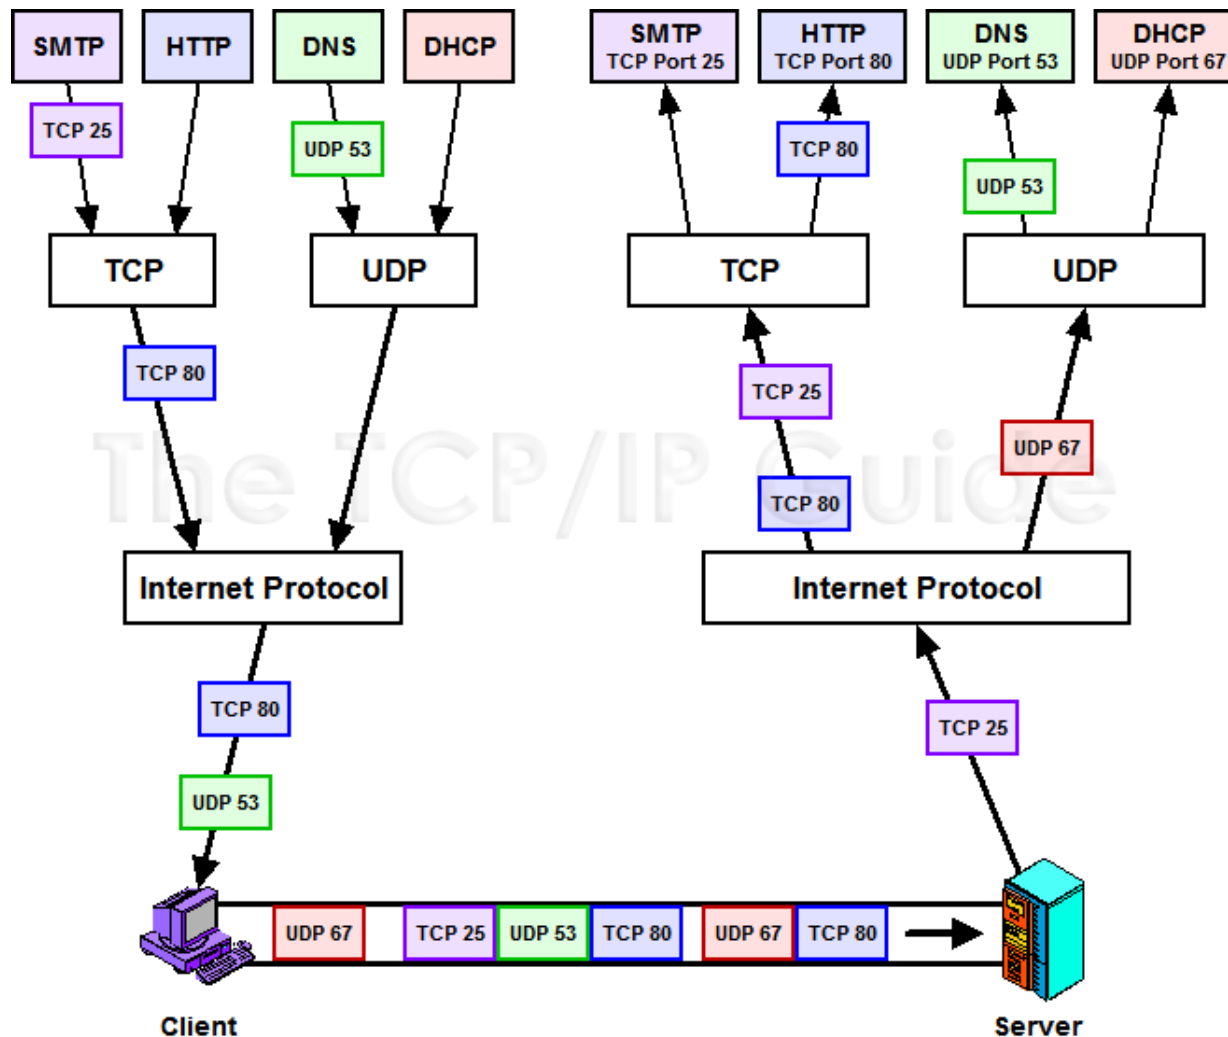 SMTP
HTTP
DNS
DHCP
SMTP
TCP Port 25
HTTP
TCP Port 80
DNS
UDP Port 53
DHCP
UDP Port 67
TCP 25
UDP 53
TCP 80
UDP 53
TCP
UDP
TCP
UDP
TCP 80
TCP 25
UDP 67
The TCP/IP Guide
TCP 80
Internet Protocol
Internet Protocol
TCP 80
TCP 25
UDP 53
UDP 67
TCP 25
UDP 53
TCP 80
UDP 67
TCP 80
Client
Server